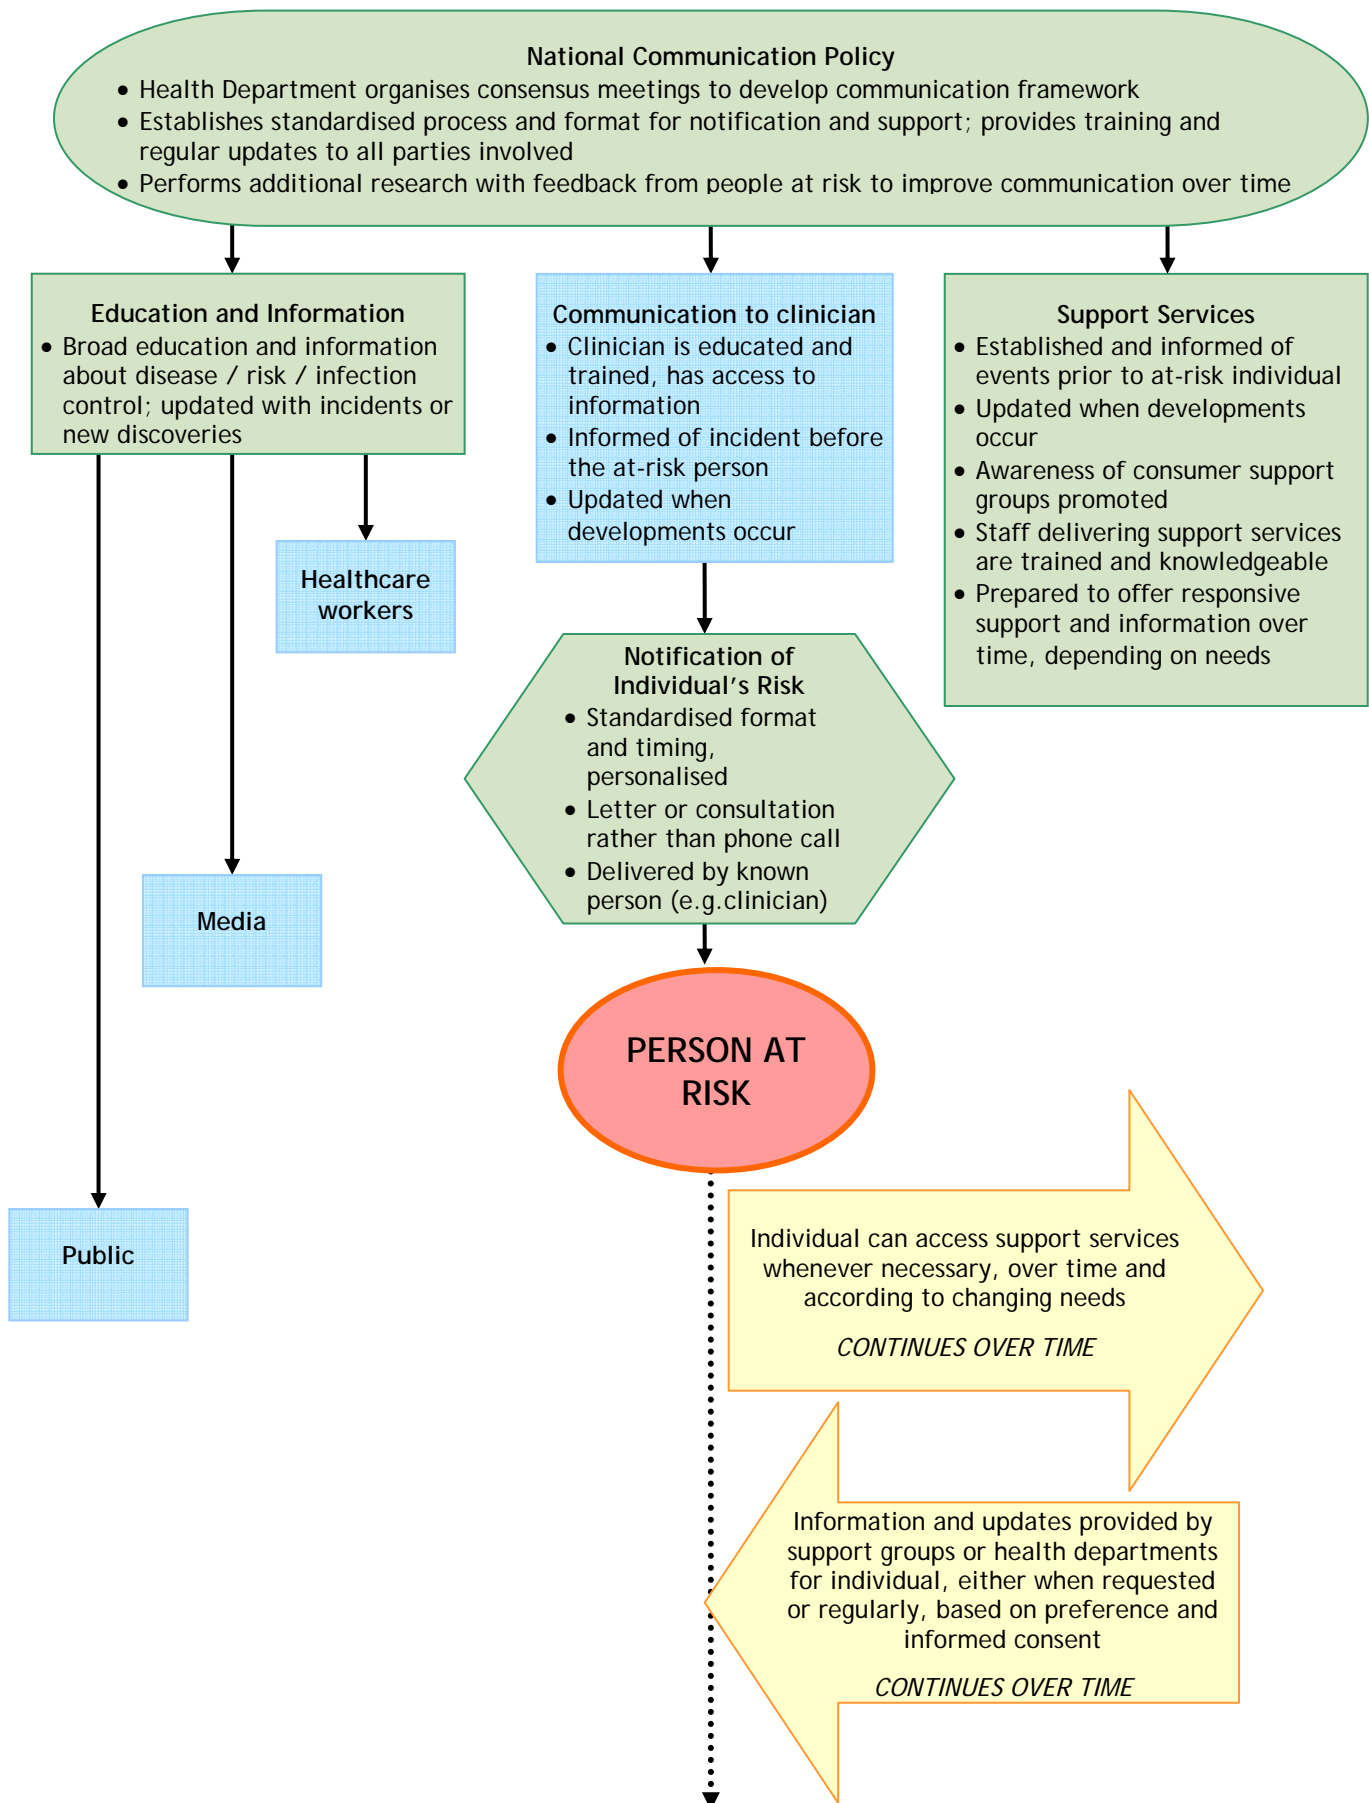 National Communication Policy
• Health Department organises consensus meetings to develop communication framework
• Establishes standardised process and format for notification and support; provides training and
regular updates to all parties involved
• Performs additional research with feedback from people at risk to improve communication over time
Education and Information
• Broad education and information
about disease / risk / infection
control; updated with incidents or
new discoveries
Communication to clinician
• Clinician is educated and
trained, has access to
information
• Informed of incident before
the at-risk person
• Updated when
developments occur
Support Services
• Established and informed of
events prior to at-risk individual
• Updated when developments
occur
• Awareness of consumer support
groups promoted
• Staff delivering support services
are trained and knowledgeable
• Prepared to offer responsive
support and information over
time, depending on needs
Healthcare
workers
Notification of
Individual's Risk
• Standardised format
and timing,
personalised
• Letter or consultation
rather than phone call
• Delivered by known
person (e.g.clinician)
Media
PERSON AT
RISK
Public
Individual can access support services
whenever necessary, over time and
according to changing needs
CONTINUES OVER TIME
Information and updates provided by
support groups or health departments
for individual, either when requested
or regularly, based on preference and
informed consent
CONTINUES OVER TIME